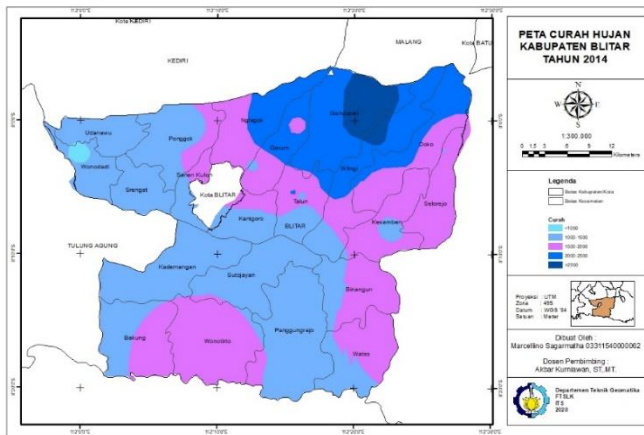 PETA CURAH HUJAN
KABUPATEN BLITAR
TAHUN 2014
N
W E
S
1:300.000
Kilometers
Legenda
Batas Kabupaten/Kota
Batas Kecamatan
Curah
<1000
1000-1500
1500-2000
2000-2500
>2500
Proyeksi : UTM
Zona : 49S
Datum : WGS '84
Satuan : Meter
Dibuat Oleh :
Marcellino Sagarmatha 03311540000062
Dosen Pembimbing :
Akbar Kurniawan, ST, MT.
Departemen Teknik Geomatika
FTSLK
ITS
2020
Kota KEDIRI
KEDIRI
MALANG
Kota BATU
Udanawu
Ponggok
Nglegok
Gandusari
Wonodadi
Garum
Doko
Srengat
Sanan Kulon
Kota BLITAR
Wlingi
Talun
Selorejo
Kanigoro
BLITAR
Kesamben
TULUNG AGUNG
Kademangan
Sutojayan
Binangun
Bakung
Wonotirto
Panggungrejo
Wates